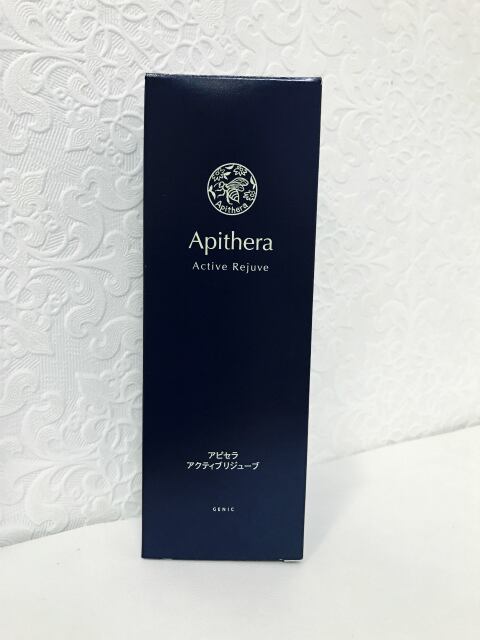 Apithera
Apithera
Active Rejuve
アピセラ
アクティブリジューブ
GENIC